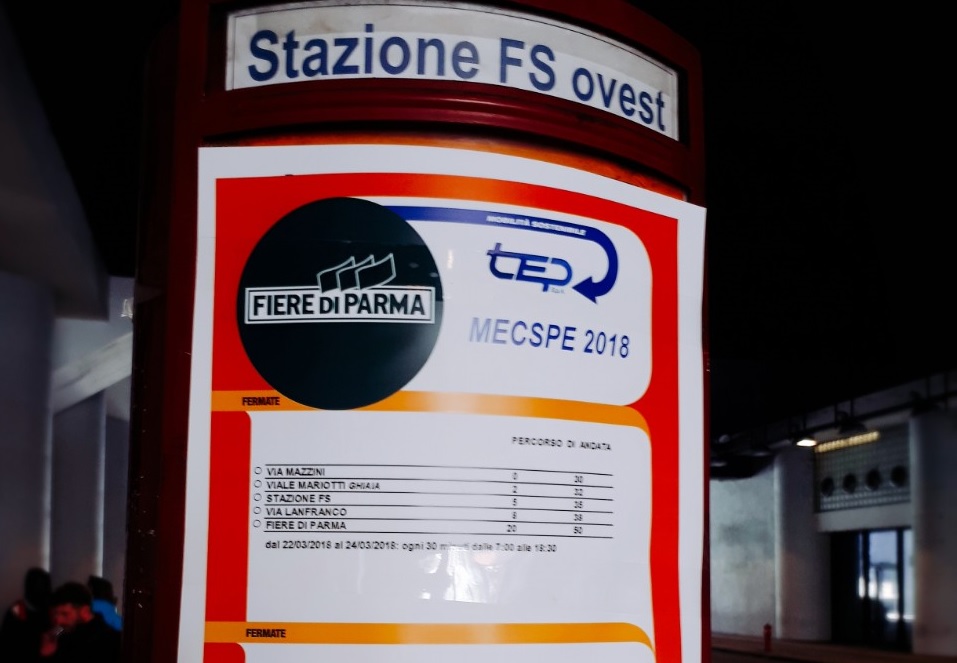 Stazione FS ovest
MOBILITÀ SOSTENIBILE
tep
FIERE DI PARMA
MECSPE 2018
FERMATE
PERCORSO DI ANDATA
VIA MAZZINI 0 30
VIALE MARIOTTI GHIAIA 2 32
STAZIONE FS 5 35
VIA LANFRANCO 8 38
FIERE DI PARMA 20 50
dal 22/03/2018 al 24/03/2018: ogni 30 minuti dalle 7:00 alle 18:30
FERMATE